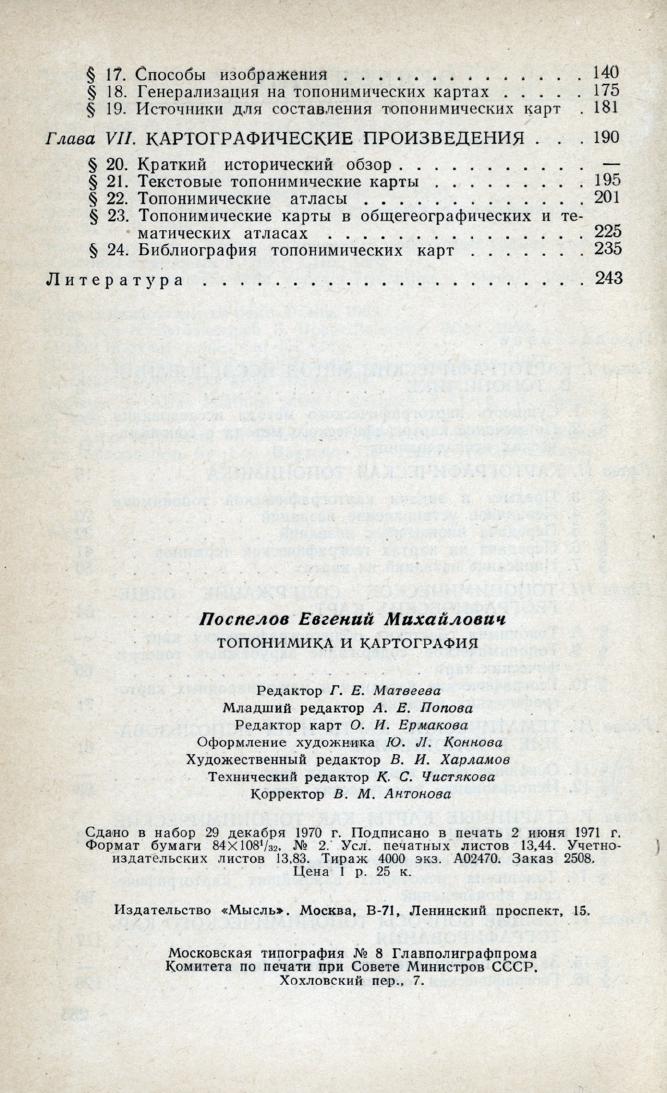 § 17. Способы изображения . . . . . . . . . . . . . . 140
§ 18. Генерализация на топонимических картах . . . . . 175
§ 19. Источники для составления топонимических карт . 181
Глава VII. КАРТОГРАФИЧЕСКИЕ ПРОИЗВЕДЕНИЯ . . . 190
§ 20. Краткий исторический обзор . . . . . . . . . . . —
§ 21. Текстовые топонимические карты . . . . . . . . . 195
§ 22. Топонимические атласы . . . . . . . . . . . . . 201
§ 23. Топонимические карты в общегеографических и те-
матических атласах . . . . . . . . . . . . . . . 225
§ 24. Библиография топонимических карт . . . . . . . 235
Литература . . . . . . . . . . . . . . . . . . . . . . 243
Поспелов Евгений Михайлович
ТОПОНИМИКА И КАРТОГРАФИЯ
Редактор Г. Е. Матвеева
Младший редактор А. Е. Попова
Редактор карт О. И. Ермакова
Оформление художника Ю. Л. Коннова
Художественный редактор В. И. Харламов
Технический редактор К. С. Чистякова
Корректор В. М. Антонова
Сдано в набор 29 декабря 1970 г. Подписано в печать 2 июня 1971 г.
Формат бумаги 84×108¹/₃₂. № 2. Усл. печатных листов 13,44. Учетно-
издательских листов 13,83. Тираж 4000 экз. А02470. Заказ 2508.
Цена 1 р. 25 к.
Издательство «Мысль». Москва, В-71, Ленинский проспект, 15.
Московская типография № 8 Главполиграфпрома
Комитета по печати при Совете Министров СССР.
Хохловский пер., 7.